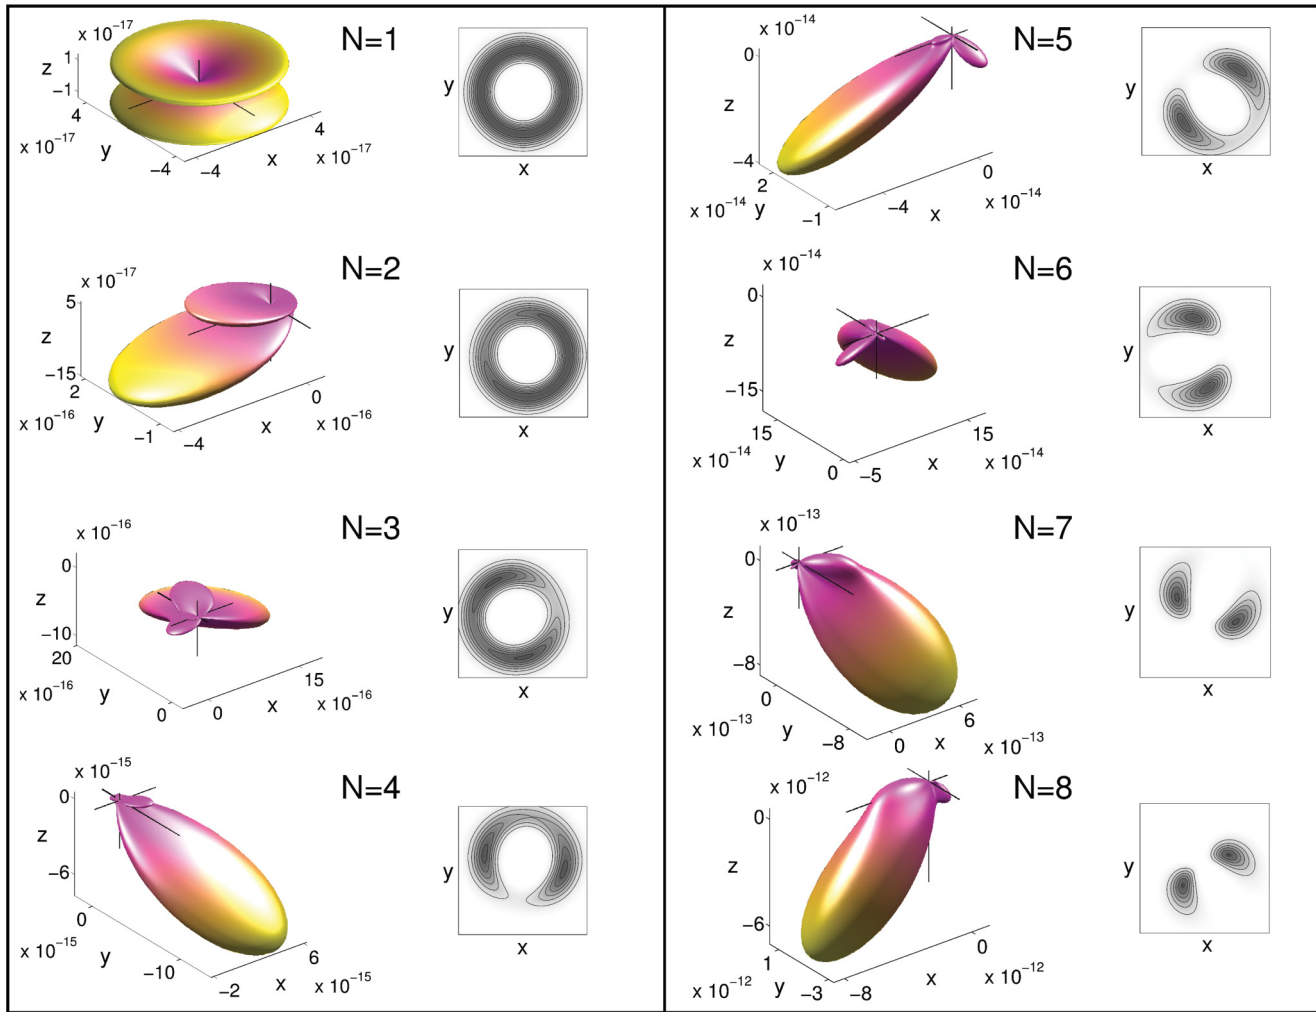 x 10⁻¹⁷
N=1
z
1
−1
4
x 10⁻¹⁷
y
−4
−4
x
4
x 10⁻¹⁷
y
x
x 10⁻¹⁷
N=2
5
z
−15
2
x 10⁻¹⁶
y
−1
−4
x
0
x 10⁻¹⁶
y
x
x 10⁻¹⁶
N=3
0
z
−10
20
x 10⁻¹⁶
y
0
0
x
15
x 10⁻¹⁶
y
x
x 10⁻¹⁵
N=4
0
z
−6
0
x 10⁻¹⁵
y
−10
−2
x
6
x 10⁻¹⁵
y
x
x 10⁻¹⁴
N=5
0
z
−4
2
x 10⁻¹⁴
y
−1
−4
x
0
x 10⁻¹⁴
y
x
x 10⁻¹⁴
N=6
0
z
−15
15
x 10⁻¹⁴
y
0
−5
x
15
x 10⁻¹⁴
y
x
x 10⁻¹³
N=7
0
z
−8
0
x 10⁻¹³
y
−8
0
x
6
x 10⁻¹³
y
x
x 10⁻¹²
N=8
0
z
−6
1
x 10⁻¹²
y
−3
−8
x
0
x 10⁻¹²
y
x